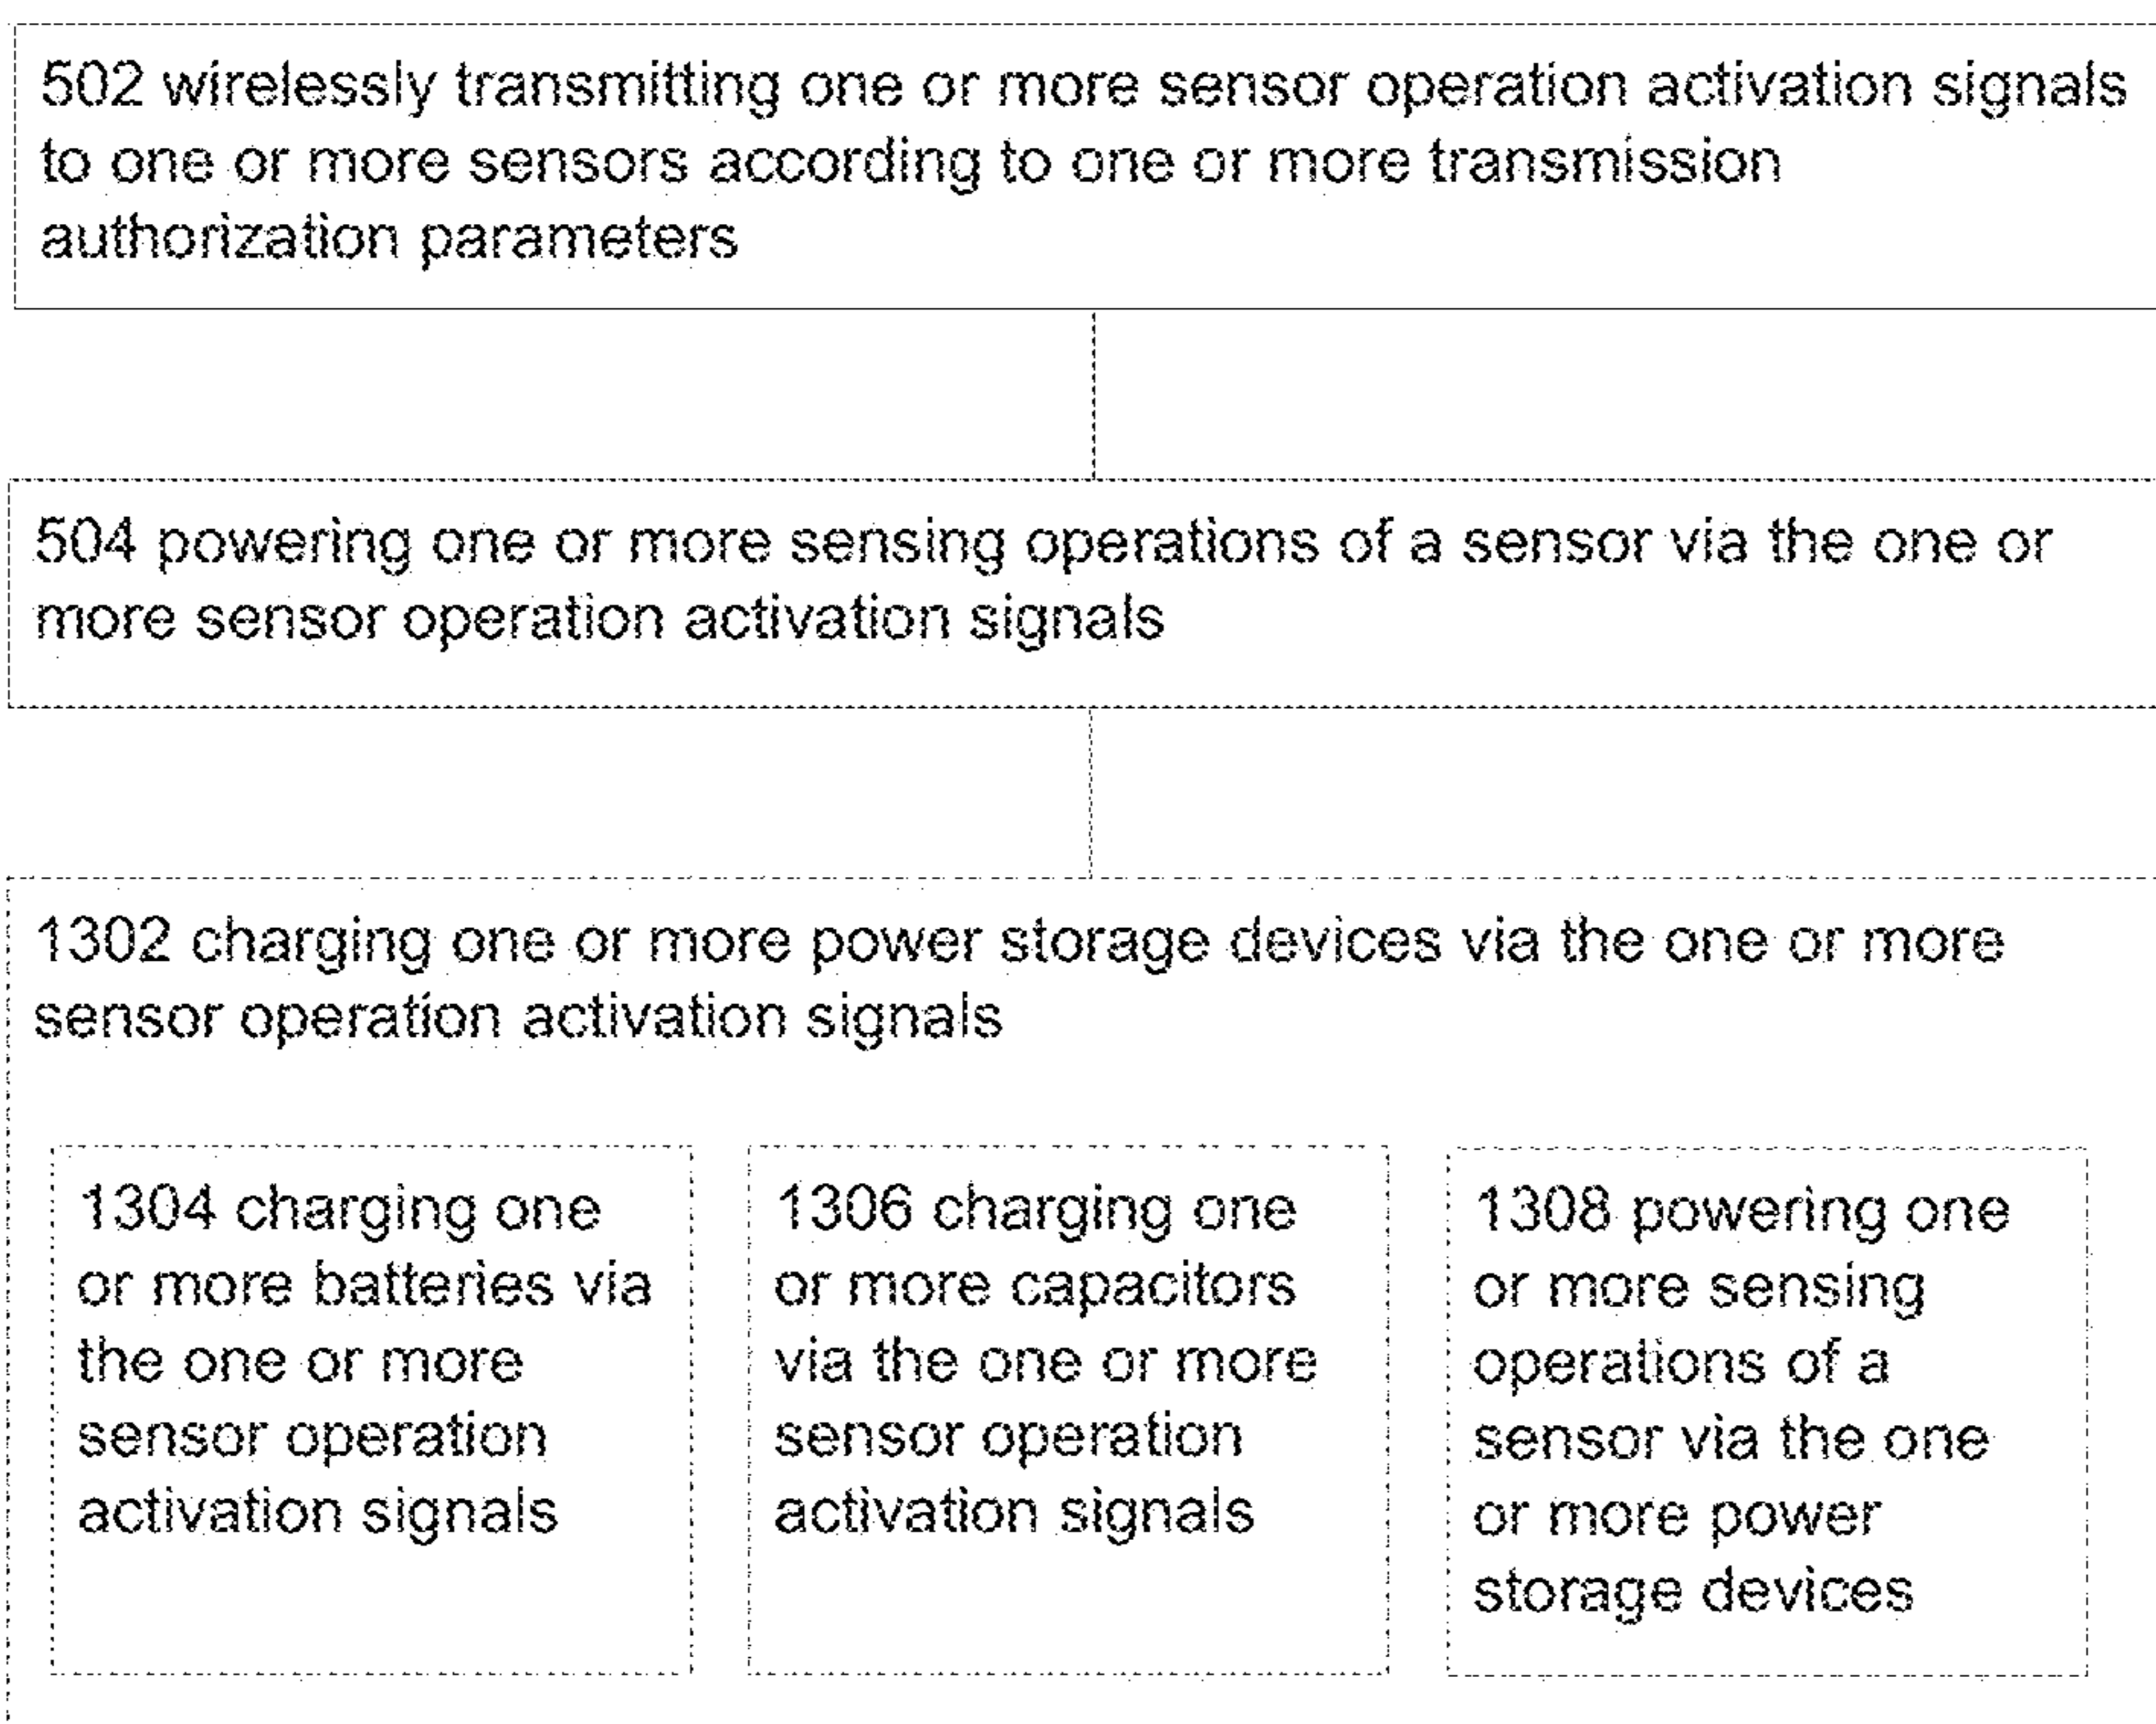 502 wirelessly transmitting one or more sensor operation activation signals
to one or more sensors according to one or more transmission
authorization parameters
504 powering one or more sensing operations of a sensor via the one or
more sensor operation activation signals
1302 charging one or more power storage devices via the one or more
sensor operation activation signals
1304 charging one
or more batteries via
the one or more
sensor operation
activation signals
1306 charging one
or more capacitors
via the one or more
sensor operation
activation signals
1308 powering one
or more sensing
operations of a
sensor via the one
or more power
storage devices